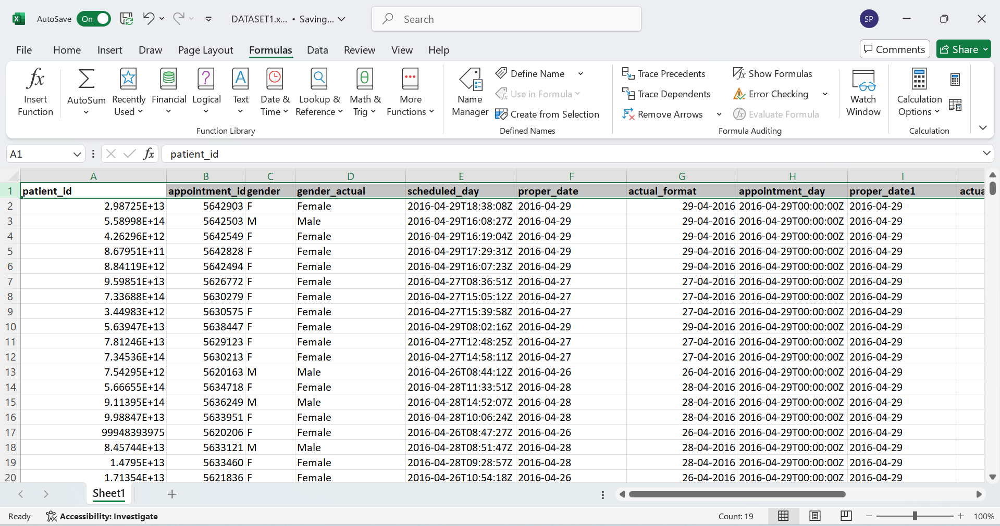 AutoSave On DATASET1.x... • Saving... Search SP
File Home Insert Draw Page Layout Formulas Data Review View Help Comments Share
Insert Function
AutoSum
Recently Used
Financial
Logical
Text
Date & Time
Lookup & Reference
Math & Trig
More Functions
Function Library
Name Manager
Define Name
Use in Formula
Create from Selection
Defined Names
Trace Precedents
Trace Dependents
Remove Arrows
Show Formulas
Error Checking
Evaluate Formula
Formula Auditing
Watch Window
Calculation Options
Calculation
A1 fx patient_id
A B C D E F G H I
1 patient_id appointment_id gender gender_actual scheduled_day proper_date actual_format appointment_day proper_date1 actua
2 2.98725E+13 5642903 F Female 2016-04-29T18:38:08Z 2016-04-29 29-04-2016 2016-04-29T00:00:00Z 2016-04-29
3 5.58998E+14 5642503 M Male 2016-04-29T16:08:27Z 2016-04-29 29-04-2016 2016-04-29T00:00:00Z 2016-04-29
4 4.26296E+12 5642549 F Female 2016-04-29T16:19:04Z 2016-04-29 29-04-2016 2016-04-29T00:00:00Z 2016-04-29
5 8.67951E+11 5642828 F Female 2016-04-29T17:29:31Z 2016-04-29 29-04-2016 2016-04-29T00:00:00Z 2016-04-29
6 8.84119E+12 5642494 F Female 2016-04-29T16:07:23Z 2016-04-29 29-04-2016 2016-04-29T00:00:00Z 2016-04-29
7 9.59851E+13 5626772 F Female 2016-04-27T08:36:51Z 2016-04-27 27-04-2016 2016-04-29T00:00:00Z 2016-04-29
8 7.33688E+14 5630279 F Female 2016-04-27T15:05:12Z 2016-04-27 27-04-2016 2016-04-29T00:00:00Z 2016-04-29
9 3.44983E+12 5630575 F Female 2016-04-27T15:39:58Z 2016-04-27 27-04-2016 2016-04-29T00:00:00Z 2016-04-29
10 5.63947E+13 5638447 F Female 2016-04-29T08:02:16Z 2016-04-29 29-04-2016 2016-04-29T00:00:00Z 2016-04-29
11 7.81246E+13 5629123 F Female 2016-04-27T12:48:25Z 2016-04-27 27-04-2016 2016-04-29T00:00:00Z 2016-04-29
12 7.34536E+14 5630213 F Female 2016-04-27T14:58:11Z 2016-04-27 27-04-2016 2016-04-29T00:00:00Z 2016-04-29
13 7.54295E+12 5620163 M Male 2016-04-26T08:44:12Z 2016-04-26 26-04-2016 2016-04-29T00:00:00Z 2016-04-29
14 5.66655E+14 5634718 F Female 2016-04-28T11:33:51Z 2016-04-28 28-04-2016 2016-04-29T00:00:00Z 2016-04-29
15 9.11395E+14 5636249 M Male 2016-04-28T14:52:07Z 2016-04-28 28-04-2016 2016-04-29T00:00:00Z 2016-04-29
16 9.98847E+13 5633951 F Female 2016-04-28T10:06:24Z 2016-04-28 28-04-2016 2016-04-29T00:00:00Z 2016-04-29
17 99948393975 5620206 F Female 2016-04-26T08:47:27Z 2016-04-26 26-04-2016 2016-04-29T00:00:00Z 2016-04-29
18 8.45744E+13 5633121 M Male 2016-04-28T08:51:47Z 2016-04-28 28-04-2016 2016-04-29T00:00:00Z 2016-04-29
19 1.4795E+13 5633460 F Female 2016-04-28T09:28:57Z 2016-04-28 28-04-2016 2016-04-29T00:00:00Z 2016-04-29
20 1.71354E+13 5621836 F Female 2016-04-26T10:54:18Z 2016-04-26 26-04-2016 2016-04-29T00:00:00Z 2016-04-29
Sheet1
Ready Accessibility: Investigate Count: 19 100%